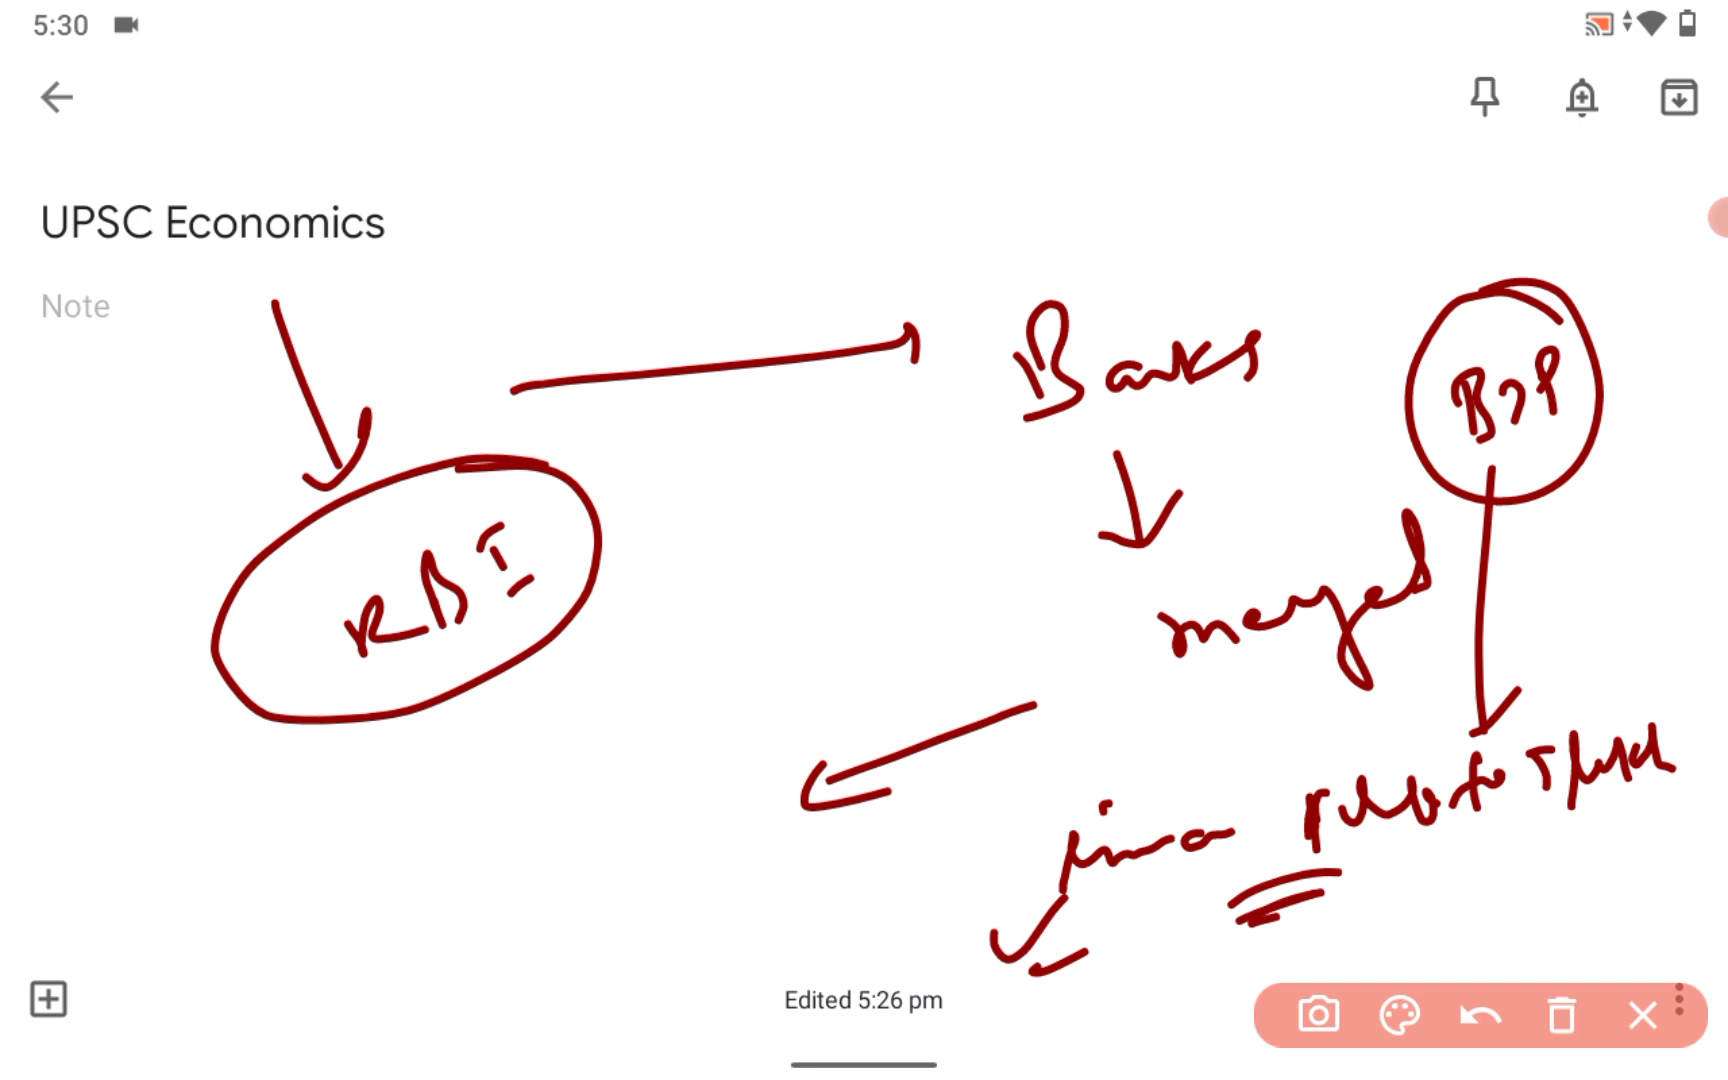 5:30
UPSC Economics
Note
Banks
BJP
RBI
merged
Edited 5:26 pm